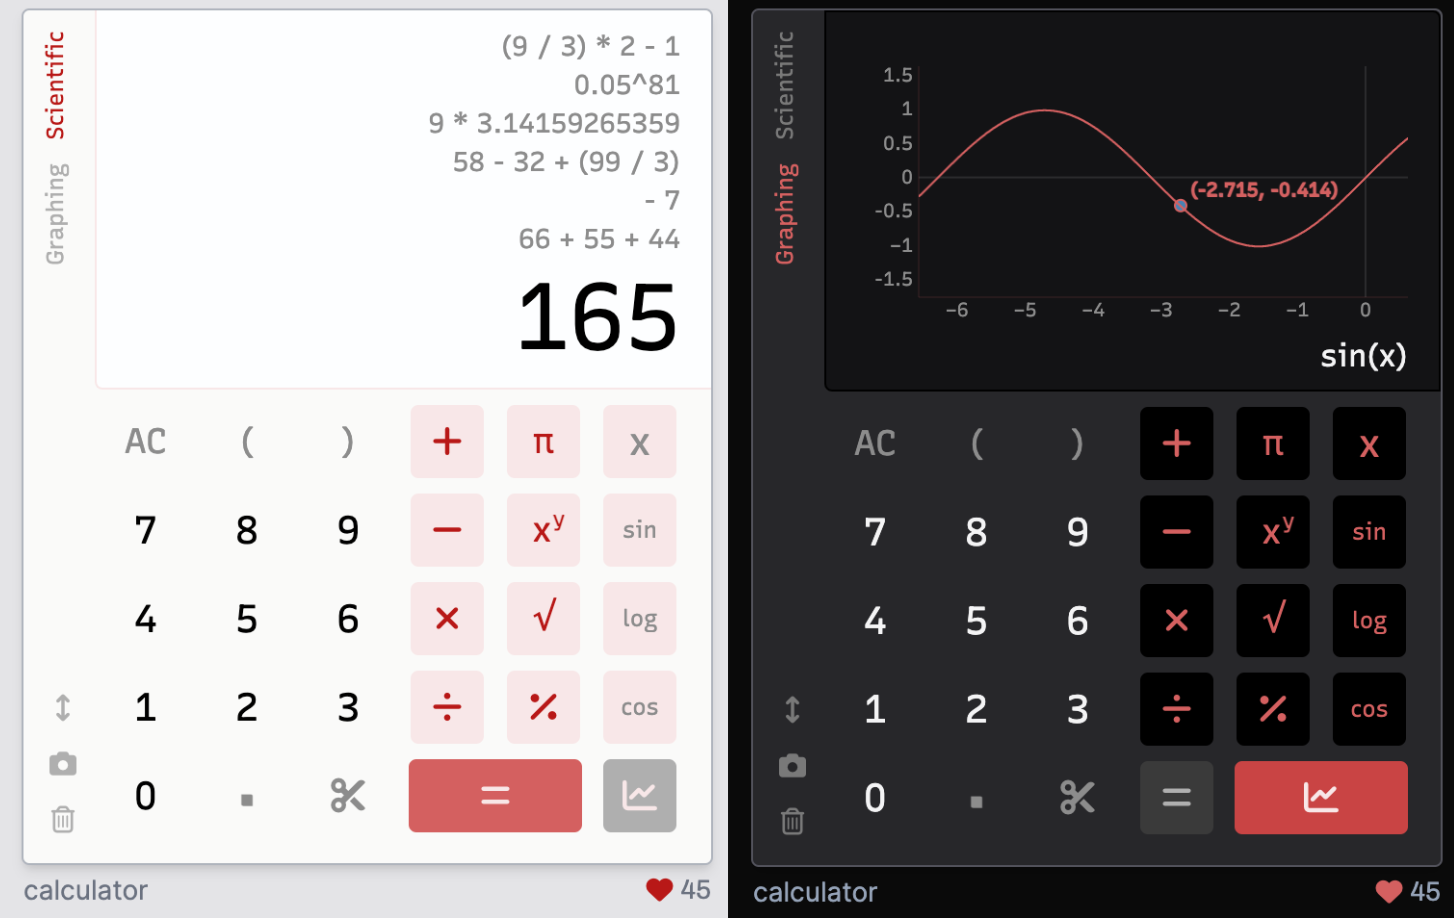 Scientific
Graphing
(9 / 3) * 2 - 1
0.05^81
9 * 3.14159265359
58 - 32 + (99 / 3)
- 7
66 + 55 + 44
165
AC ( ) + π x
7 8 9 − xʸ sin
4 5 6 × √ log
1 2 3 ÷ % cos
0 . =
calculator
45
Scientific
Graphing
1.5
1
0.5
0
-0.5
−1
-1.5
(-2.715, -0.414)
−6 −5 −4 −3 −2 −1 0
sin(x)
AC ( ) + π x
7 8 9 − xʸ sin
4 5 6 × √ log
1 2 3 ÷ % cos
0 . =
calculator
45